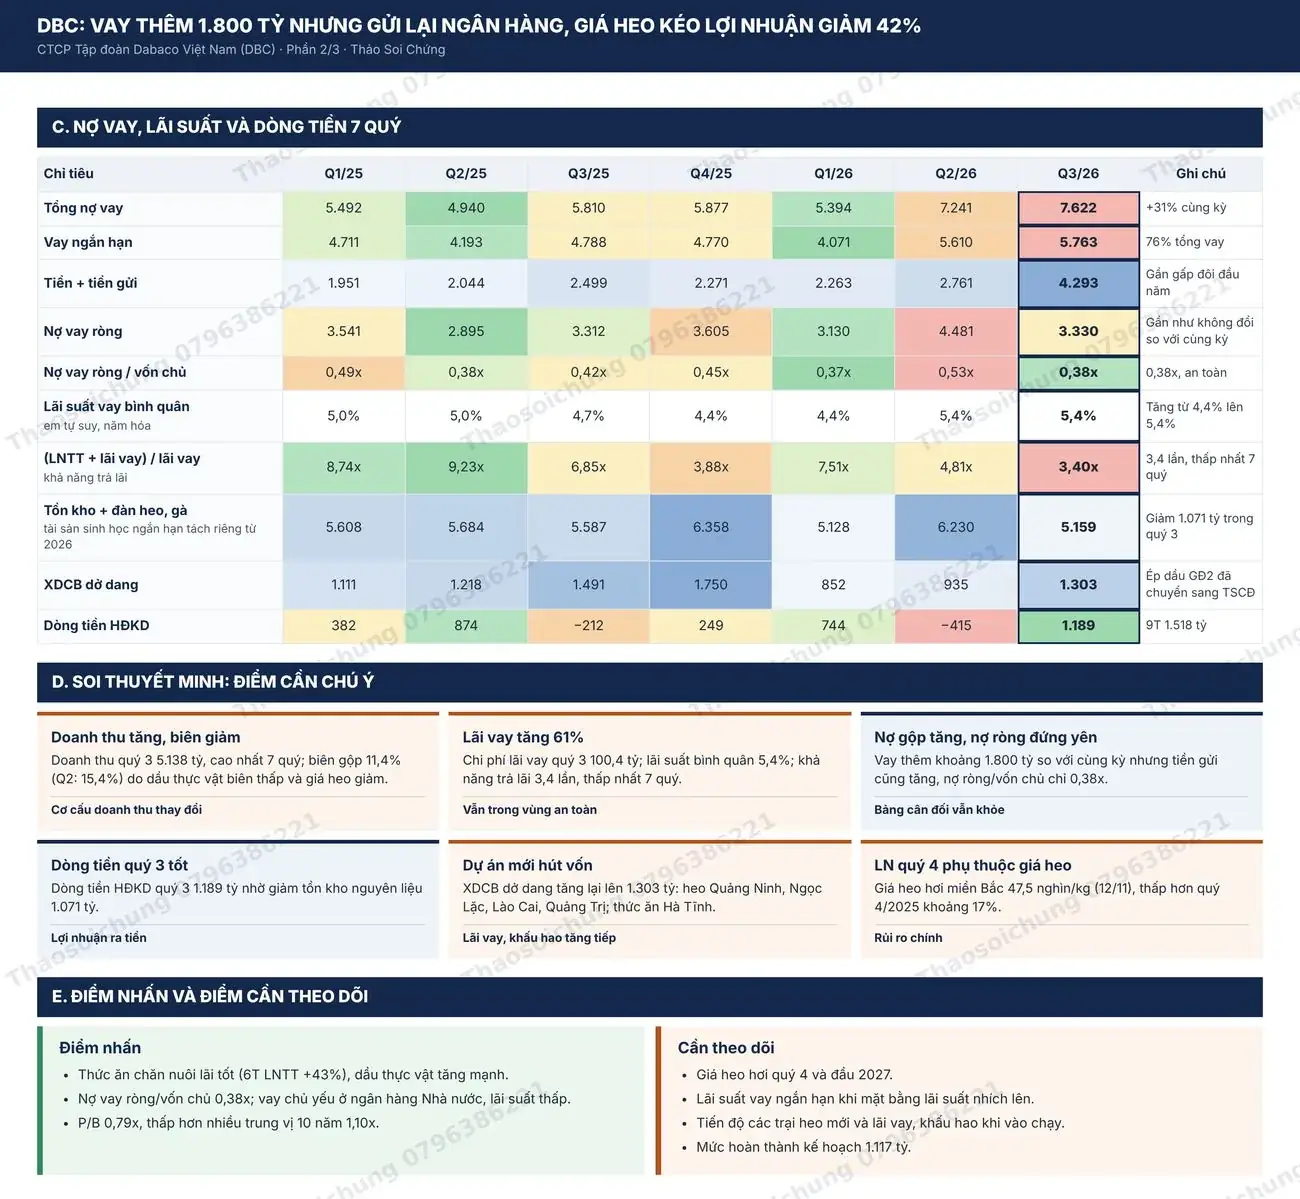 DBC: VAY THÊM 1.800 TỶ NHƯNG GỬI LẠI NGÂN HÀNG, GIÁ HEO KÉO LỢI NHUẬN GIẢM 42%
CTCP Tập đoàn Dabaco Việt Nam (DBC) · Phần 2/3 · Thảo Soi Chứng
C. NỢ VAY, LÃI SUẤT VÀ DÒNG TIỀN 7 QUÝ
Chỉ tiêu Q1/25 Q2/25 Q3/25 Q4/25 Q1/26 Q2/26 Q3/26 Ghi chú
Tổng nợ vay 5.492 4.940 5.810 5.877 5.394 7.241 7.622 +31% cùng kỳ
Vay ngắn hạn 4.711 4.193 4.788 4.770 4.071 5.610 5.763 76% tổng vay
Tiền + tiền gửi 1.951 2.044 2.499 2.271 2.263 2.761 4.293 Gần gấp đôi đầu
năm
Nợ vay ròng 3.541 2.895 3.312 3.605 3.130 4.481 3.330 Gần như không đổi
so với cùng kỳ
Nợ vay ròng / vốn chủ 0,49x 0,38x 0,42x 0,45x 0,37x 0,53x 0,38x 0,38x, an toàn
Lãi suất vay bình quân
em tự suy, năm hóa
5,0% 5,0% 4,7% 4,4% 4,4% 5,4% 5,4% Tăng từ 4,4% lên
5,4%
(LNTT + lãi vay) / lãi vay
khả năng trả lãi
8,74x 9,23x 6,85x 3,88x 7,51x 4,81x 3,40x 3,4 lần, thấp nhất 7
quý
Tồn kho + đàn heo, gà
tài sản sinh học ngắn hạn tách riêng từ
2026
5.608 5.684 5.587 6.358 5.128 6.230 5.159 Giảm 1.071 tỷ trong
quý 3
XDCB dở dang 1.111 1.218 1.491 1.750 852 935 1.303 Ép dầu GĐ2 đã
chuyển sang TSCĐ
Dòng tiền HĐKD 382 874 −212 249 744 −415 1.189 9T 1.518 tỷ
D. SOI THUYẾT MINH: ĐIỂM CẦN CHÚ Ý
Doanh thu tăng, biên giảm
Doanh thu quý 3 5.138 tỷ, cao nhất 7 quý; biên gộp 11,4%
(Q2: 15,4%) do dầu thực vật biên thấp và giá heo giảm.
Cơ cấu doanh thu thay đổi
Lãi vay tăng 61%
Chi phí lãi vay quý 3 100,4 tỷ; lãi suất bình quân 5,4%; khả
năng trả lãi 3,4 lần, thấp nhất 7 quý.
Vẫn trong vùng an toàn
Nợ gộp tăng, nợ ròng đứng yên
Vay thêm khoảng 1.800 tỷ so với cùng kỳ nhưng tiền gửi
cũng tăng, nợ ròng/vốn chủ chỉ 0,38x.
Bảng cân đối vẫn khỏe
Dòng tiền quý 3 tốt
Dòng tiền HĐKD quý 3 1.189 tỷ nhờ giảm tồn kho nguyên liệu
1.071 tỷ.
Lợi nhuận ra tiền
Dự án mới hút vốn
XDCB dở dang tăng lại lên 1.303 tỷ: heo Quảng Ninh, Ngọc
Lặc, Lào Cai, Quảng Trị; thức ăn Hà Tĩnh.
Lãi vay, khấu hao tăng tiếp
LN quý 4 phụ thuộc giá heo
Giá heo hơi miền Bắc 47,5 nghìn/kg (12/11), thấp hơn quý
4/2025 khoảng 17%.
Rủi ro chính
E. ĐIỂM NHẤN VÀ ĐIỂM CẦN THEO DÕI
Điểm nhấn
• Thức ăn chăn nuôi lãi tốt (6T LNTT +43%), dầu thực vật tăng mạnh.
• Nợ vay ròng/vốn chủ 0,38x; vay chủ yếu ở ngân hàng Nhà nước, lãi suất thấp.
• P/B 0,79x, thấp hơn nhiều trung vị 10 năm 1,10x.
Cần theo dõi
• Giá heo hơi quý 4 và đầu 2027.
• Lãi suất vay ngắn hạn khi mặt bằng lãi suất nhích lên.
• Tiến độ các trại heo mới và lãi vay, khấu hao khi vào chạy.
• Mức hoàn thành kế hoạch 1.117 tỷ.
Thaosoichung 0796386221